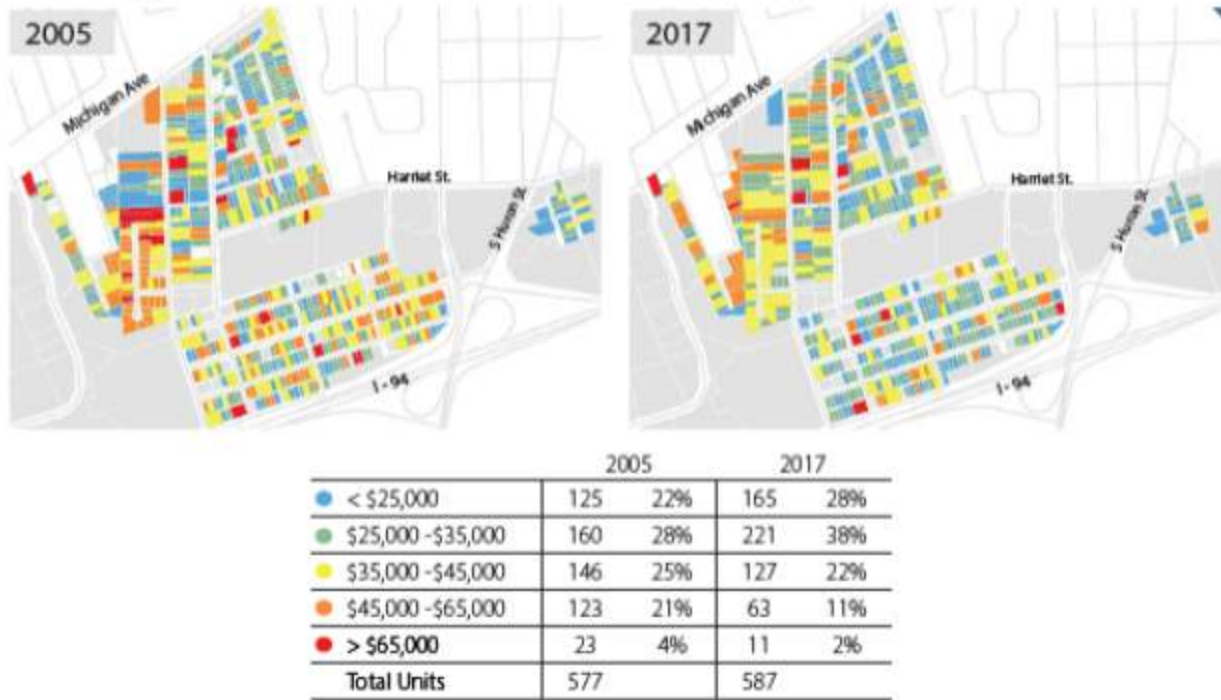 2005
2017
Michigan Ave
Harriet St.
S Huron St.
I - 94
Michigan Ave
Harriet St.
S Huron St.
I - 94
2005 2017
< $25,000 125 22% 165 28%
$25,000 -$35,000 160 28% 221 38%
$35,000 -$45,000 146 25% 127 22%
$45,000 -$65,000 123 21% 63 11%
> $65,000 23 4% 11 2%
Total Units 577 587